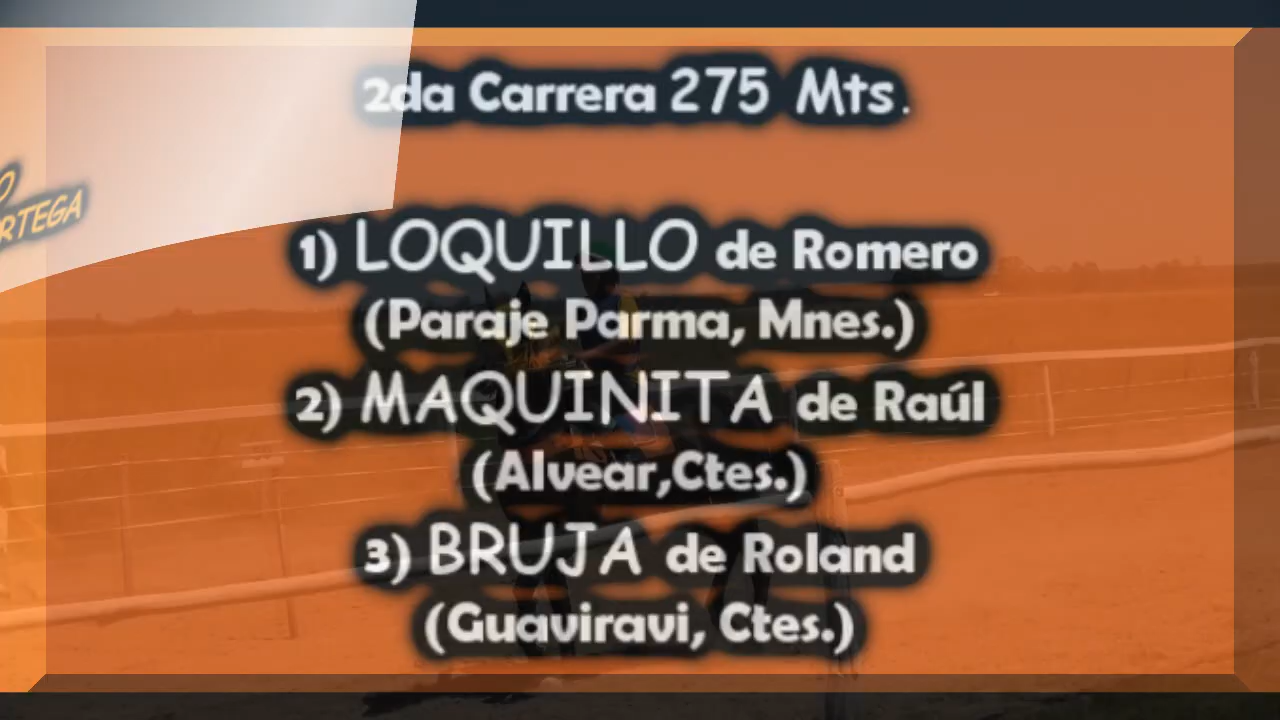 2da Carrera 275 Mts.
1) LOQUILLO de Romero
(Paraje Parma, Mnes.)
2) MAQUINITA de Raúl
(Alvear,Ctes.)
3) BRUJA de Roland
(Guaviravi, Ctes.)